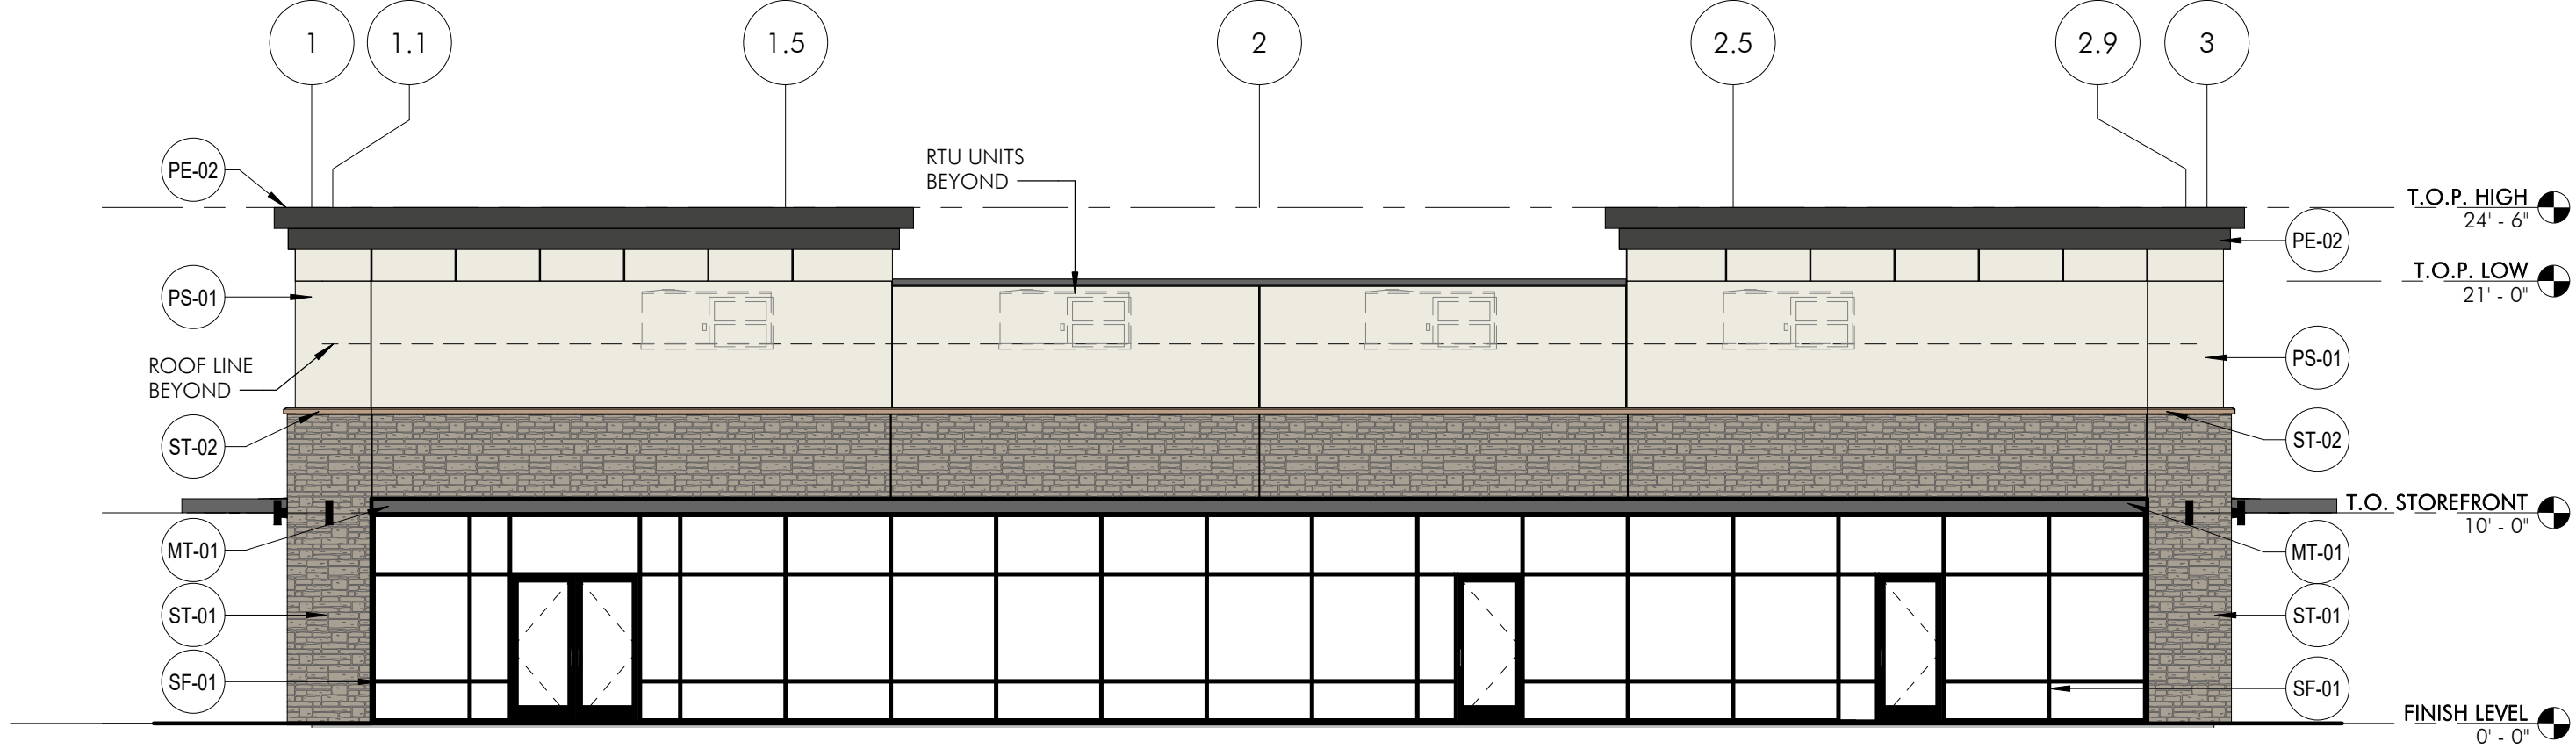 1
1.1
1.5
2
2.5
2.9
3
PE-02
RTU UNITS
BEYOND
T.O.P. HIGH
24' - 6"
PE-02
T.O.P. LOW
21' - 0"
PS-01
PS-01
ROOF LINE
BEYOND
ST-02
ST-02
T.O. STOREFRONT
10' - 0"
MT-01
MT-01
ST-01
ST-01
SF-01
SF-01
FINISH LEVEL
0' - 0"